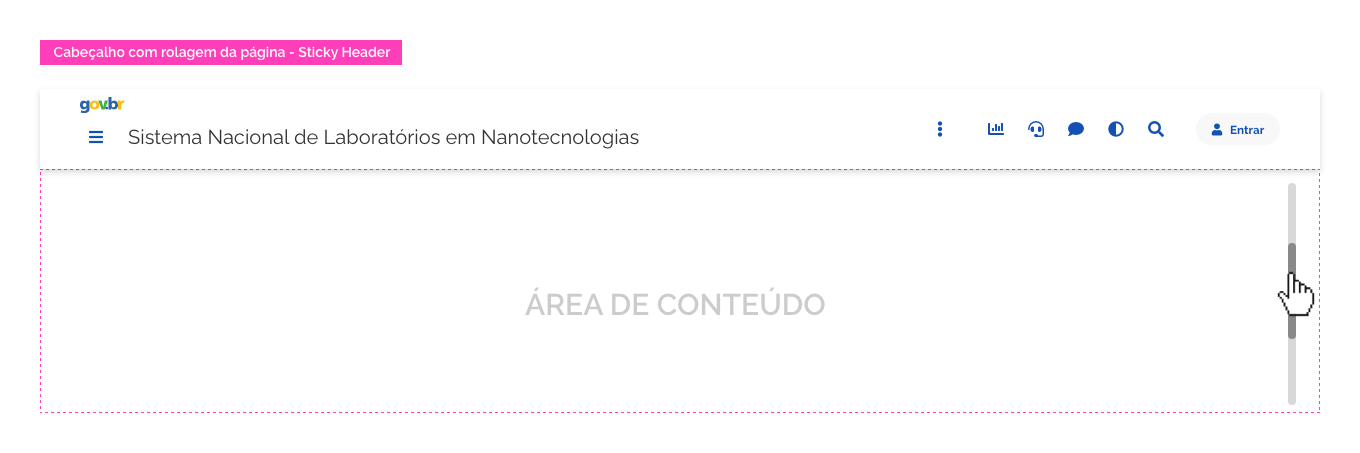 Cabeçalho com rolagem da página - Sticky Header
gov.br
Sistema Nacional de Laboratórios em Nanotecnologias
Entrar
ÁREA DE CONTEÚDO